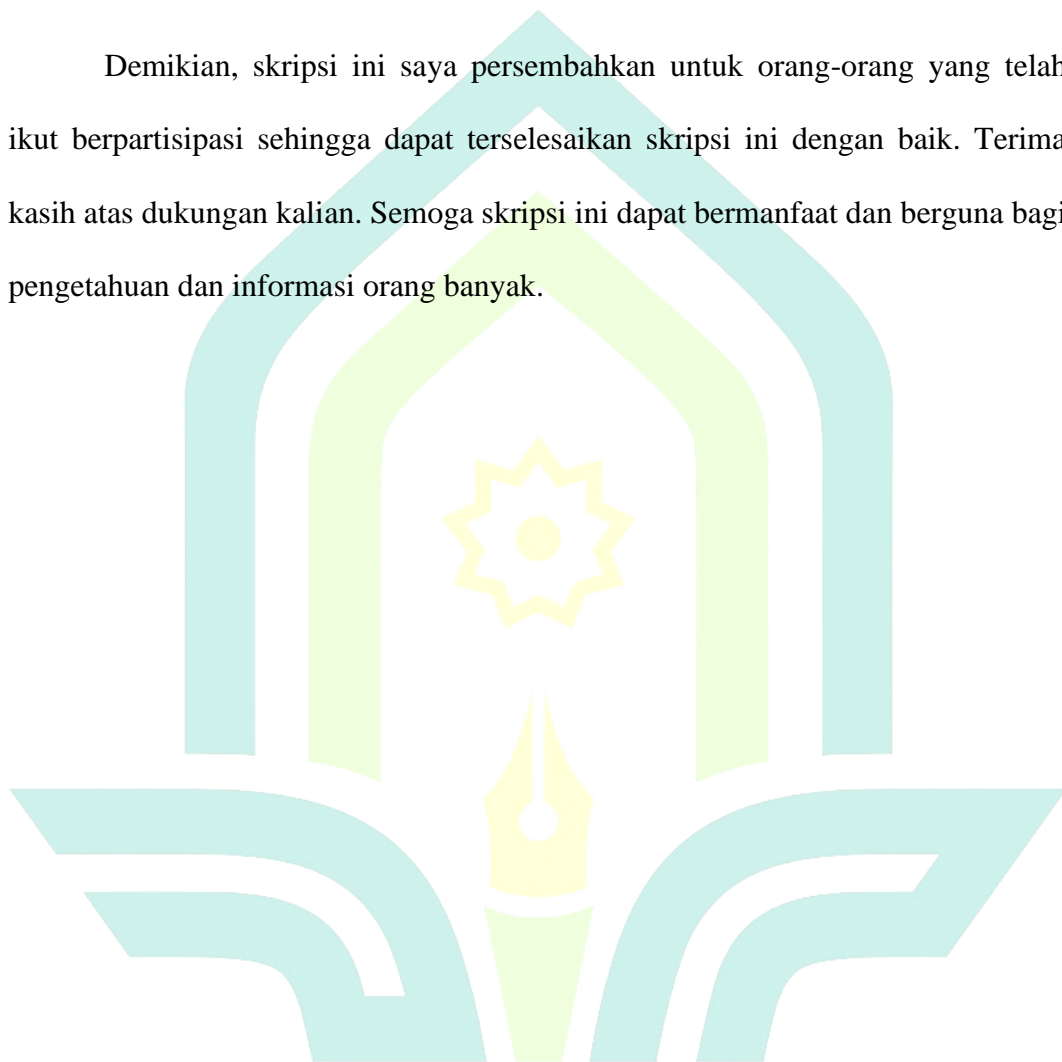 Demikian, skripsi ini saya persembahkan untuk orang-orang yang telah
ikut berpartisipasi sehingga dapat terselesaikan skripsi ini dengan baik. Terima
kasih atas dukungan kalian. Semoga skripsi ini dapat bermanfaat dan berguna bagi
pengetahuan dan informasi orang banyak.